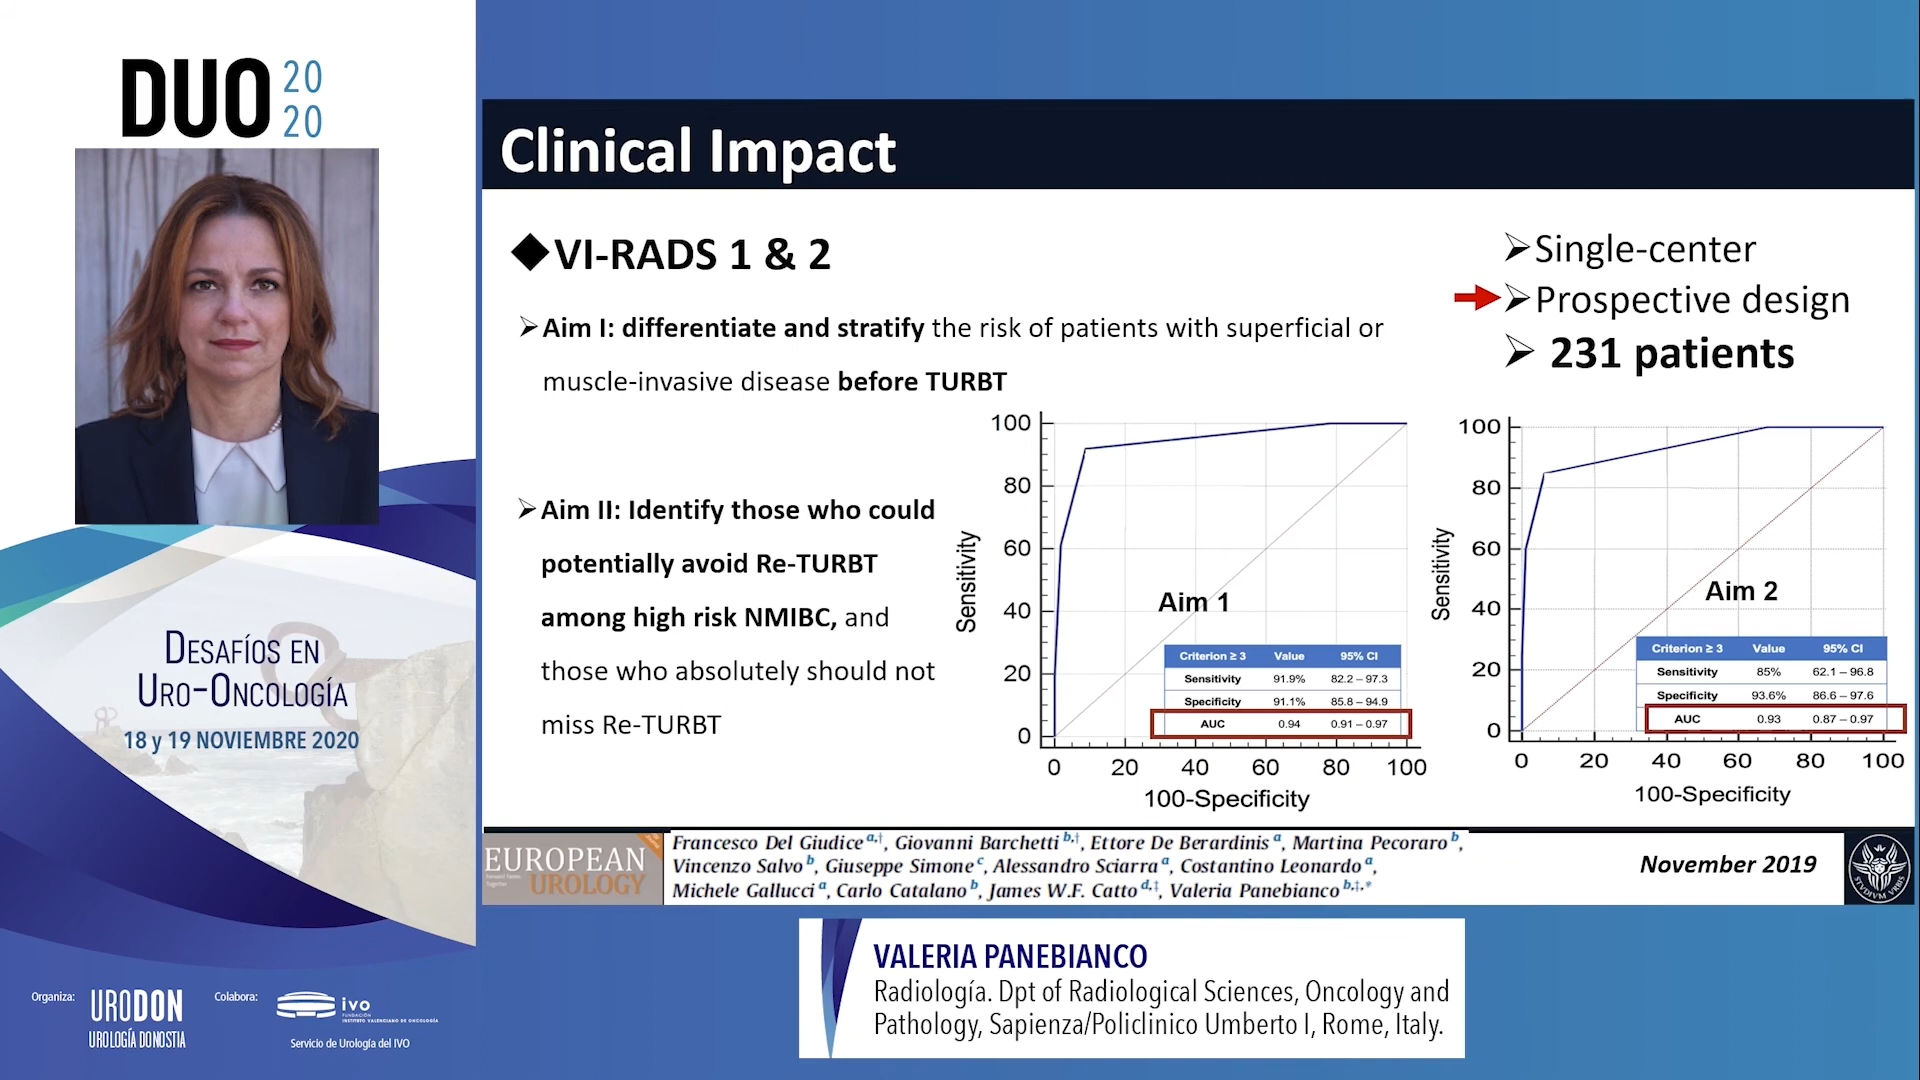 DUO 20
20
DESAFÍOS EN
URO-ONCOLOGÍA
18 y 19 NOVIEMBRE 2020
Organiza:
URODON
UROLOGÍA DONOSTIA
Colabora:
ivo
FUNDACIÓN
INSTITUTO VALENCIANO DE ONCOLOGÍA
Servicio de Urología del IVO
Clinical Impact
VI-RADS 1 & 2
Aim I: differentiate and stratify the risk of patients with superficial or
muscle-invasive disease before TURBT
Aim II: Identify those who could
potentially avoid Re-TURBT
among high risk NMIBC, and
those who absolutely should not
miss Re-TURBT
Single-center
Prospective design
231 patients
Sensitivity
100
80
60
40
20
0
0 20 40 60 80 100
100-Specificity
Aim 1
Criterion ≥ 3 Value 95% CI
Sensitivity 91.9% 82.2 – 97.3
Specificity 91.1% 85.8 – 94.9
AUC 0.94 0.91 – 0.97
Sensitivity
100
80
60
40
20
0
0 20 40 60 80 100
100-Specificity
Aim 2
Criterion ≥ 3 Value 95% CI
Sensitivity 85% 62.1 – 96.8
Specificity 93.6% 86.6 – 97.6
AUC 0.93 0.87 – 0.97
EUROPEAN
UROLOGY
Francesco Del Giudice a,†, Giovanni Barchetti b,†, Ettore De Berardinis a, Martina Pecoraro b,
Vincenzo Salvo b, Giuseppe Simone c, Alessandro Sciarra a, Costantino Leonardo a,
Michele Gallucci a, Carlo Catalano b, James W.F. Catto d,‡, Valeria Panebianco b,‡,*
November 2019
STVDIVM VRBIS
VALERIA PANEBIANCO
Radiología. Dpt of Radiological Sciences, Oncology and
Pathology, Sapienza/Policlinico Umberto I, Rome, Italy.